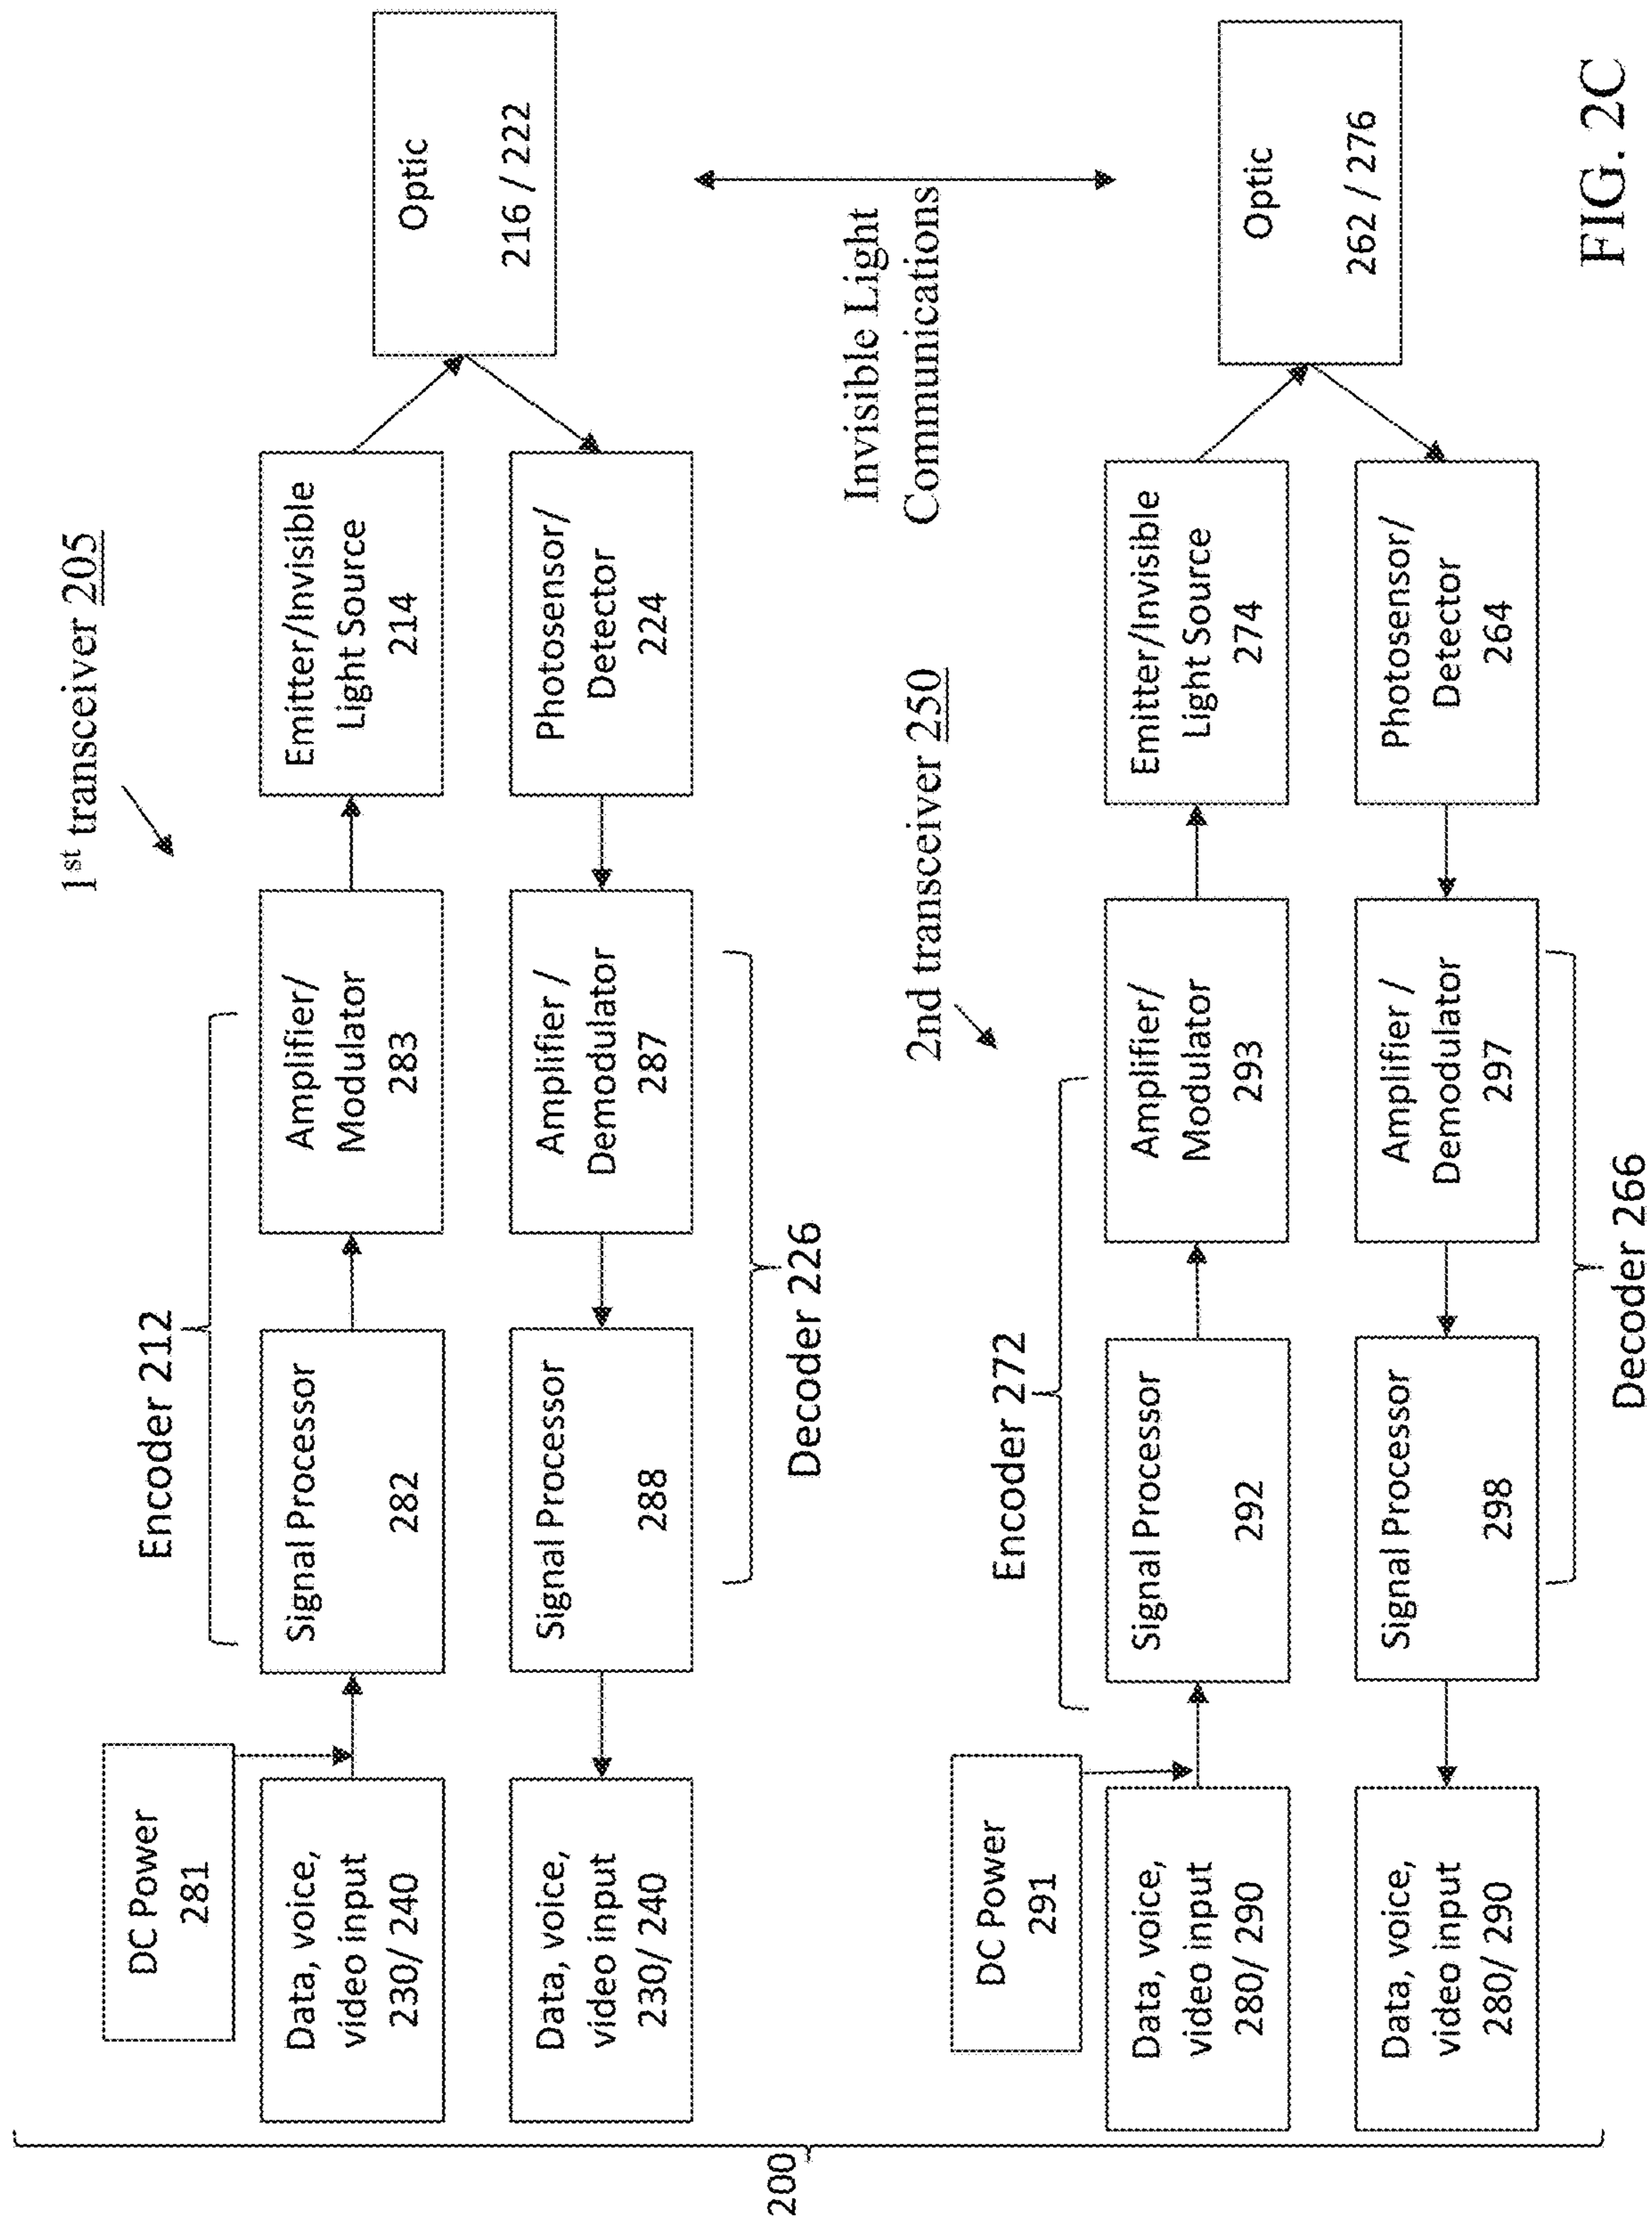 200
1st transceiver 205
Encoder 212
DC Power
281
Data, voice,
video input
230/ 240
Signal Processor
282
Amplifier/
Modulator
283
Emitter/Invisible
Light Source
214
Optic
216 / 222
Data, voice,
video input
230/ 240
Signal Processor
288
Amplifier /
Demodulator
287
Photosensor/
Detector
224
Decoder 226
Invisible Light
Communications
2nd transceiver 250
Encoder 272
DC Power
291
Data, voice,
video input
280/ 290
Signal Processor
292
Amplifier/
Modulator
293
Emitter/Invisible
Light Source
274
Optic
262 / 276
Data, voice,
video input
280/ 290
Signal Processor
298
Amplifier /
Demodulator
297
Photosensor/
Detector
264
Decoder 266
FIG. 2C